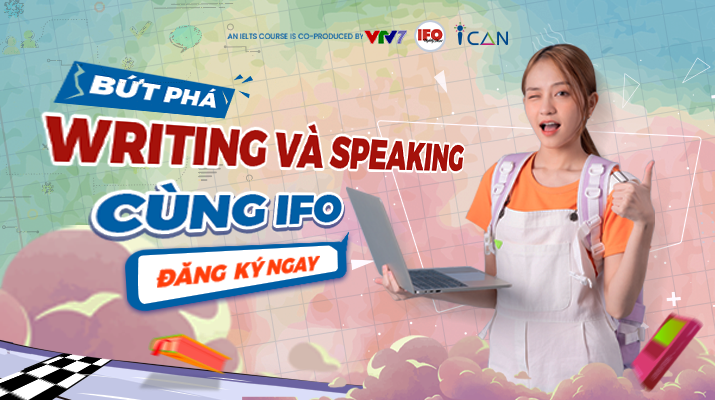 AN IELTS COURSE IS CO-PRODUCED BY VTV7 IFO iCAN
BỨT PHÁ
WRITING VÀ SPEAKING
CÙNG IFO
ĐĂNG KÝ NGAY